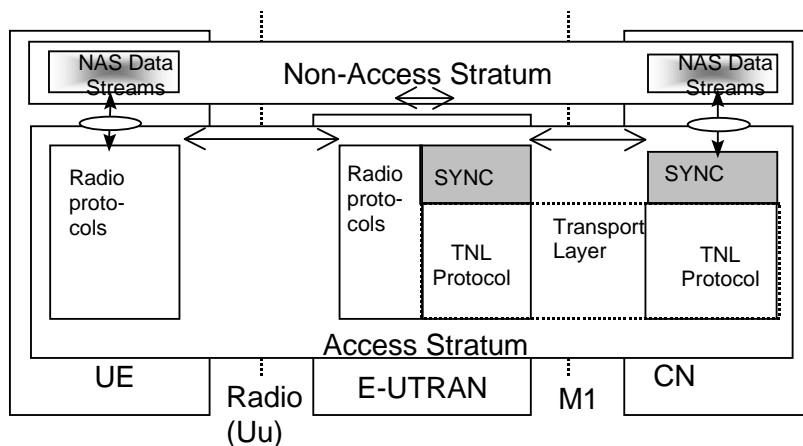 NAS Data
Streams
Non-Access Stratum
NAS Data
Streams
Radio
proto-
cols
Radio
proto-
cols
SYNC
TNL
Protocol
Transport
Layer
SYNC
TNL
Protocol
Access Stratum
UE
Radio
(Uu)
E-UTRAN
M1
CN